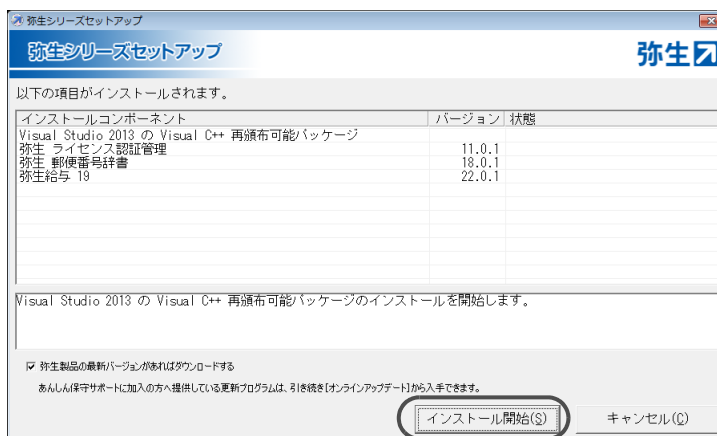 弥生シリーズセットアップ
弥生シリーズセットアップ 弥生
以下の項目がインストールされます。
インストールコンポーネント バージョン 状態
Visual Studio 2013 の Visual C++ 再頒布可能パッケージ
弥生 ライセンス認証管理 11.0.1
弥生 郵便番号辞書 18.0.1
弥生給与 19 22.0.1
Visual Studio 2013 の Visual C++ 再頒布可能パッケージのインストールを開始します。
弥生製品の最新バージョンがあればダウンロードする
あんしん保守サポートに加入の方へ提供している更新プログラムは、引き続き[オンラインアップデート]から入手できます。
インストール開始(S) キャンセル(C)